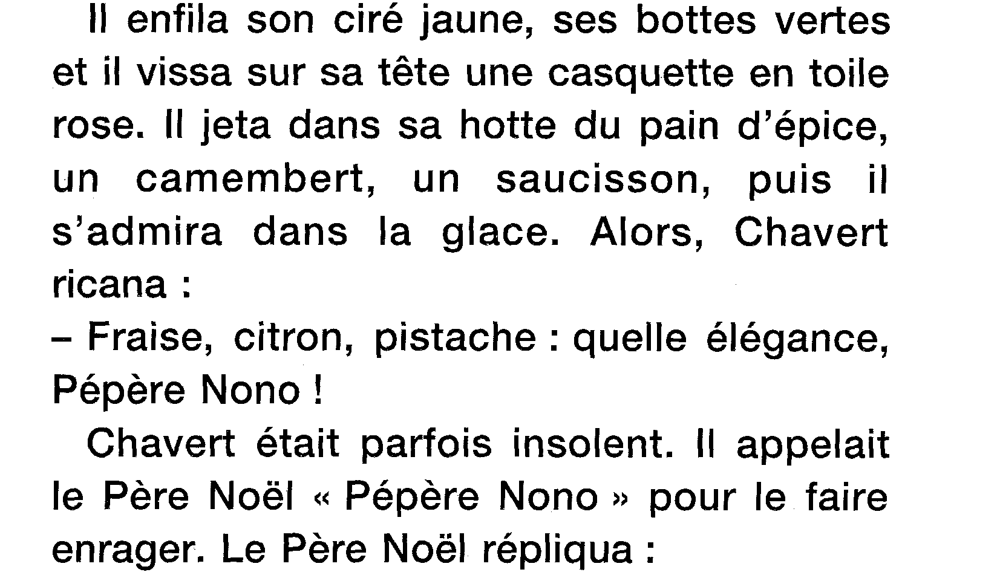 Il enfila son ciré jaune, ses bottes vertes
et il vissa sur sa tête une casquette en toile
rose. Il jeta dans sa hotte du pain d’épice,
un camembert, un saucisson, puis il
s’admira dans la glace. Alors, Chavert
ricana :
– Fraise, citron, pistache : quelle élégance,
Pépère Nono !
Chavert était parfois insolent. Il appelait
le Père Noël « Pépère Nono » pour le faire
enrager. Le Père Noël répliqua :